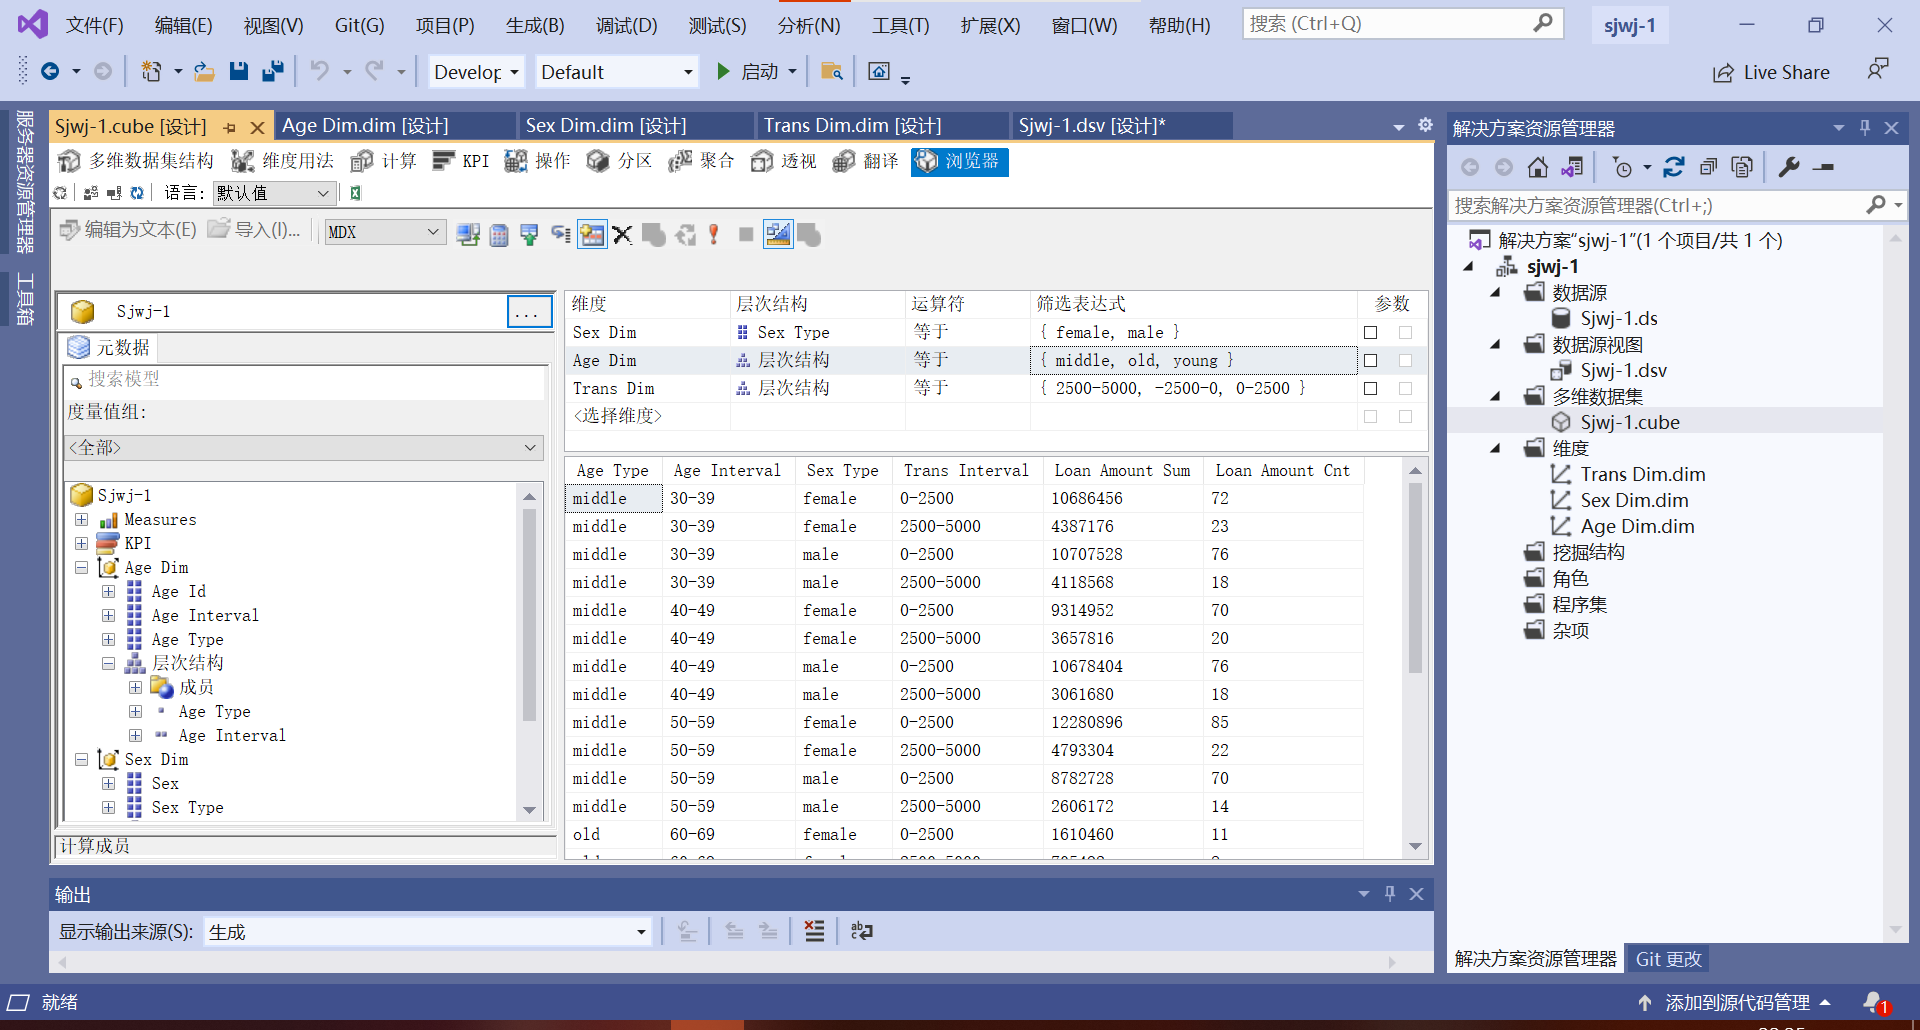 文件(F) 编辑(E) 视图(V) Git(G) 项目(P) 生成(B) 调试(D) 测试(S) 分析(N) 工具(T) 扩展(X) 窗口(W) 帮助(H) 搜索 (Ctrl+Q) sjwj-1
Develop Default 启动 Live Share
服务器资源管理器
工具箱
Sjwj-1.cube [设计] Age Dim.dim [设计] Sex Dim.dim [设计] Trans Dim.dim [设计] Sjwj-1.dsv [设计]*
多维数据集结构 维度用法 计算 KPI 操作 分区 聚合 透视 翻译 浏览器
语言: 默认值
编辑为文本(E) 导入(I)... MDX
Sjwj-1 ...
元数据
搜索模型
度量值组:
<全部>
Sjwj-1
Measures
KPI
Age Dim
Age Id
Age Interval
Age Type
层次结构
成员
Age Type
Age Interval
Sex Dim
Sex
Sex Type
计算成员
维度 层次结构 运算符 筛选表达式 参数
Sex Dim Sex Type 等于 { female, male }
Age Dim 层次结构 等于 { middle, old, young }
Trans Dim 层次结构 等于 { 2500-5000, -2500-0, 0-2500 }
<选择维度>
Age Type Age Interval Sex Type Trans Interval Loan Amount Sum Loan Amount Cnt
middle 30-39 female 0-2500 10686456 72
middle 30-39 female 2500-5000 4387176 23
middle 30-39 male 0-2500 10707528 76
middle 30-39 male 2500-5000 4118568 18
middle 40-49 female 0-2500 9314952 70
middle 40-49 female 2500-5000 3657816 20
middle 40-49 male 0-2500 10678404 76
middle 40-49 male 2500-5000 3061680 18
middle 50-59 female 0-2500 12280896 85
middle 50-59 female 2500-5000 4793304 22
middle 50-59 male 0-2500 8782728 70
middle 50-59 male 2500-5000 2606172 14
old 60-69 female 0-2500 1610460 11
输出
显示输出来源(S): 生成
解决方案资源管理器
搜索解决方案资源管理器(Ctrl+;)
解决方案“sjwj-1”(1 个项目/共 1 个)
sjwj-1
数据源
Sjwj-1.ds
数据源视图
Sjwj-1.dsv
多维数据集
Sjwj-1.cube
维度
Trans Dim.dim
Sex Dim.dim
Age Dim.dim
挖掘结构
角色
程序集
杂项
解决方案资源管理器 Git 更改
就绪 添加到源代码管理 1